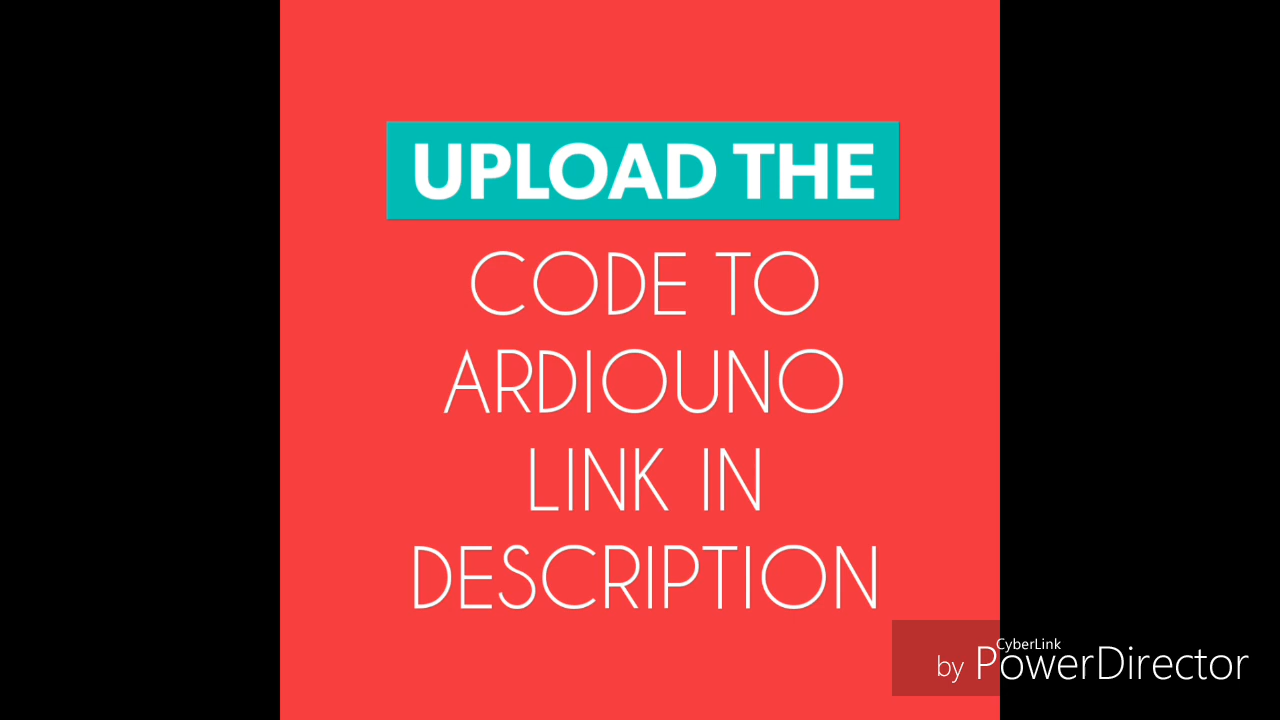 UPLOAD THE
CODE TO
ARDIOUNO
LINK IN
DESCRIPTION
CyberLink
by PowerDirector